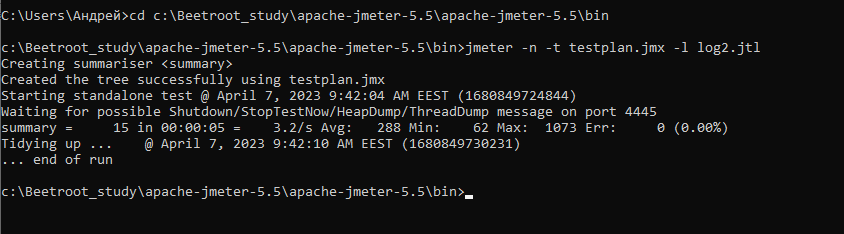 C:\Users\Андрей>cd c:\Beetroot_study\apache-jmeter-5.5\apache-jmeter-5.5\bin
c:\Beetroot_study\apache-jmeter-5.5\apache-jmeter-5.5\bin>jmeter -n -t testplan.jmx -l log2.jtl
Creating summariser <summary>
Created the tree successfully using testplan.jmx
Starting standalone test @ April 7, 2023 9:42:04 AM EEST (1680849724844)
Waiting for possible Shutdown/StopTestNow/HeapDump/ThreadDump message on port 4445
summary =     15 in 00:00:05 =    3.2/s Avg:   288 Min:    62 Max:  1073 Err:     0 (0.00%)
Tidying up ...    @ April 7, 2023 9:42:10 AM EEST (1680849730231)
... end of run
c:\Beetroot_study\apache-jmeter-5.5\apache-jmeter-5.5\bin>